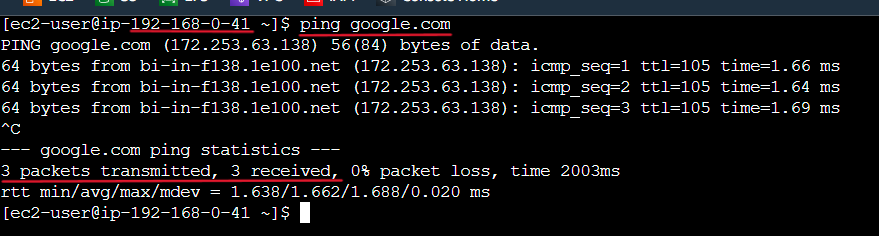 [ec2-user@ip-192-168-0-41 ~]$ ping google.com
PING google.com (172.253.63.138) 56(84) bytes of data.
64 bytes from bi-in-f138.1e100.net (172.253.63.138): icmp_seq=1 ttl=105 time=1.66 ms
64 bytes from bi-in-f138.1e100.net (172.253.63.138): icmp_seq=2 ttl=105 time=1.64 ms
64 bytes from bi-in-f138.1e100.net (172.253.63.138): icmp_seq=3 ttl=105 time=1.69 ms
^C
--- google.com ping statistics ---
3 packets transmitted, 3 received, 0% packet loss, time 2003ms
rtt min/avg/max/mdev = 1.638/1.662/1.688/0.020 ms
[ec2-user@ip-192-168-0-41 ~]$